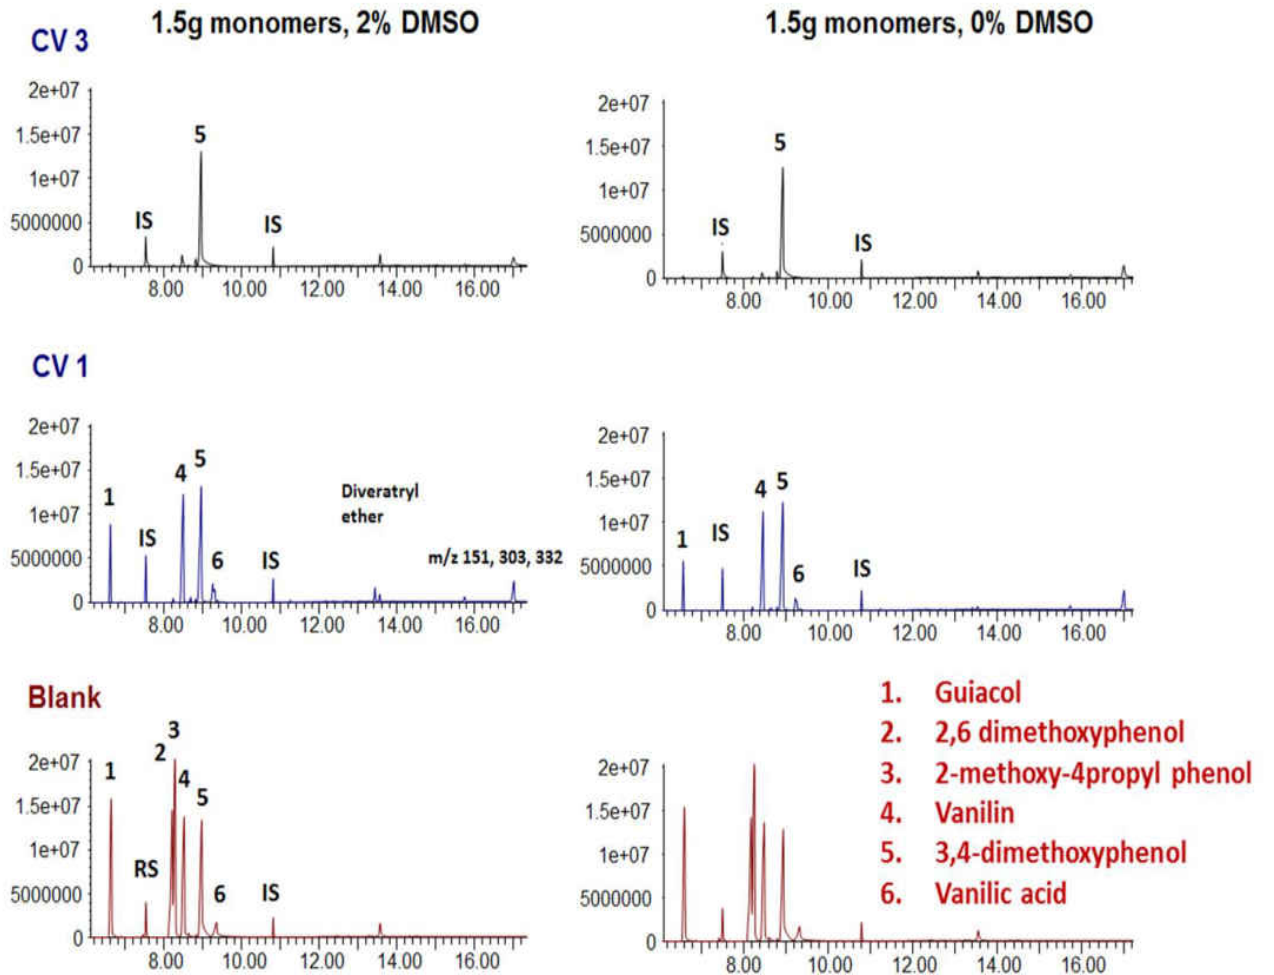 1.5g monomers, 2% DMSO
1.5g monomers, 0% DMSO
CV 3
2e+07
1.5e+07
1e+07
5000000
0
5
IS
IS
8.00 10.00 12.00 14.00 16.00
2e+07
1.5e+07
1e+07
5000000
0
5
IS
IS
8.00 10.00 12.00 14.00 16.00
CV 1
2e+07
1.5e+07
1e+07
5000000
0
1
IS
4
5
6
IS
Diveratryl
ether
m/z 151, 303, 332
8.00 10.00 12.00 14.00 16.00
2e+07
1.5e+07
1e+07
5000000
0
1
IS
4
5
6
IS
8.00 10.00 12.00 14.00 16.00
Blank
2e+07
1.5e+07
1e+07
5000000
0
1
RS
2
3
4
5
6
IS
8.00 10.00 12.00 14.00 16.00
2e+07
1.5e+07
1e+07
5000000
0
8.00 10.00 12.00 14.00 16.00
1. Guiacol
2. 2,6 dimethoxyphenol
3. 2-methoxy-4propyl phenol
4. Vanilin
5. 3,4-dimethoxyphenol
6. Vanilic acid